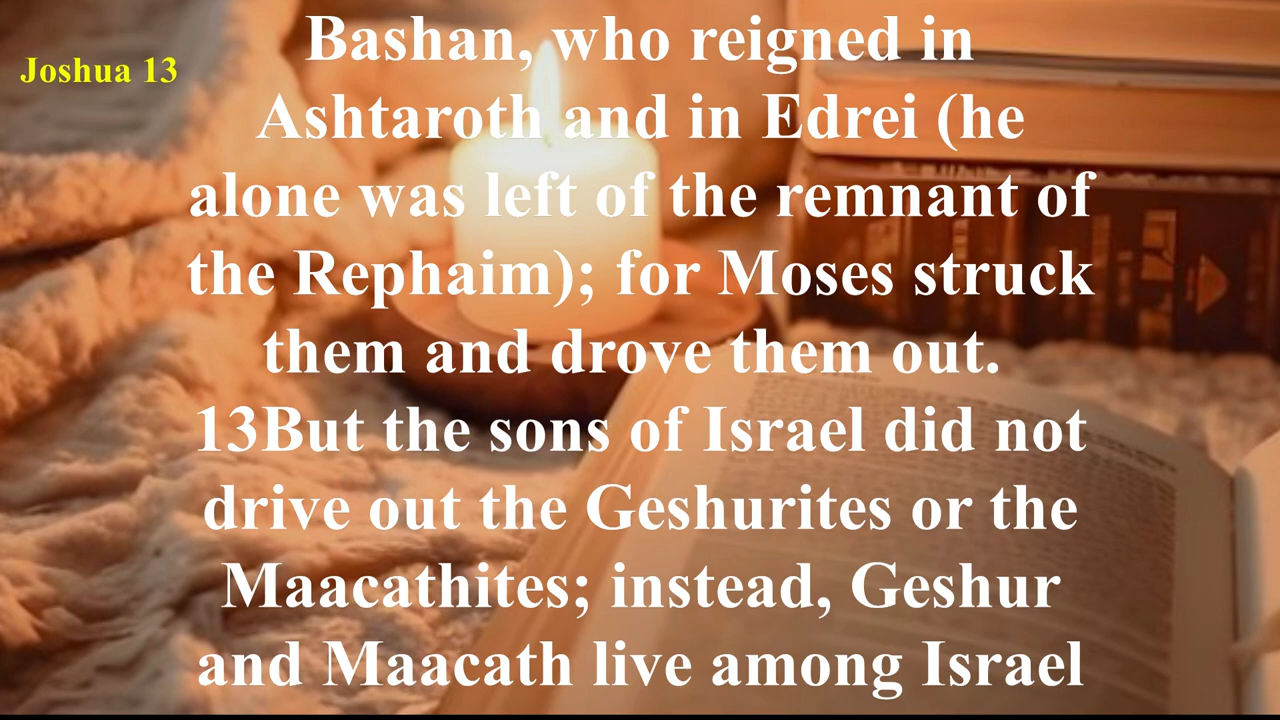 Joshua 13
Bashan, who reigned in
Ashtaroth and in Edrei (he
alone was left of the remnant of
the Rephaim); for Moses struck
them and drove them out.
13But the sons of Israel did not
drive out the Geshurites or the
Maacathites; instead, Geshur
and Maacath live among Israel